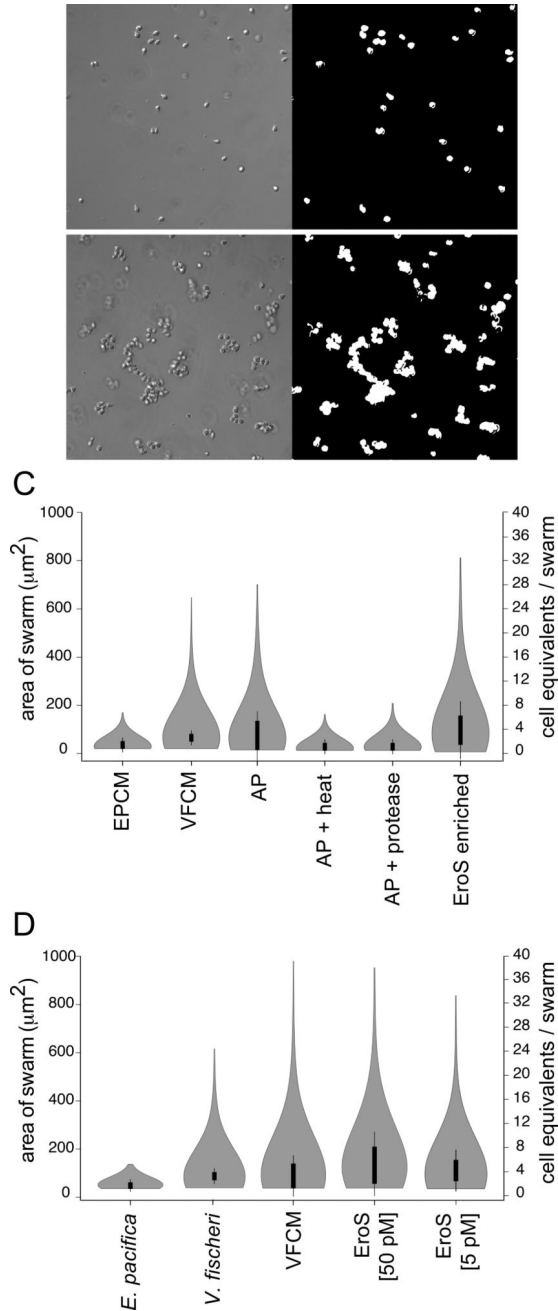 C
1000
800
600
400
200
0
area of swarm (μm²)
40
36
32
28
24
20
16
12
8
4
0
cell equivalents / swarm
EPCM
VFCM
AP
AP + heat
AP + protease
EroS enriched
D
1000
800
600
400
200
0
area of swarm (μm²)
40
36
32
28
24
20
16
12
8
4
0
cell equivalents / swarm
E. pacifica
V. fischeri
VFCM
EroS
[50 pM]
EroS
[5 pM]